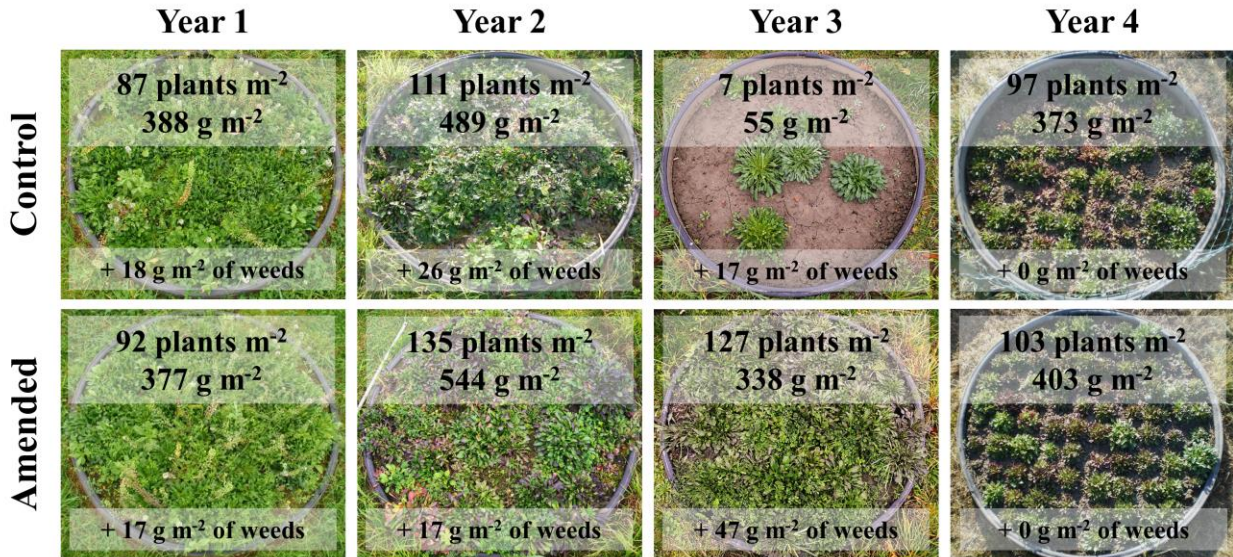 Year 1
Year 2
Year 3
Year 4
Control
87 plants m⁻²
388 g m⁻²
+ 18 g m⁻² of weeds
111 plants m⁻²
489 g m⁻²
+ 26 g m⁻² of weeds
7 plants m⁻²
55 g m⁻²
+ 17 g m⁻² of weeds
97 plants m⁻²
373 g m⁻²
+ 0 g m⁻² of weeds
Amended
92 plants m⁻²
377 g m⁻²
+ 17 g m⁻² of weeds
135 plants m⁻²
544 g m⁻²
+ 17 g m⁻² of weeds
127 plants m⁻²
338 g m⁻²
+ 47 g m⁻² of weeds
103 plants m⁻²
403 g m⁻²
+ 0 g m⁻² of weeds